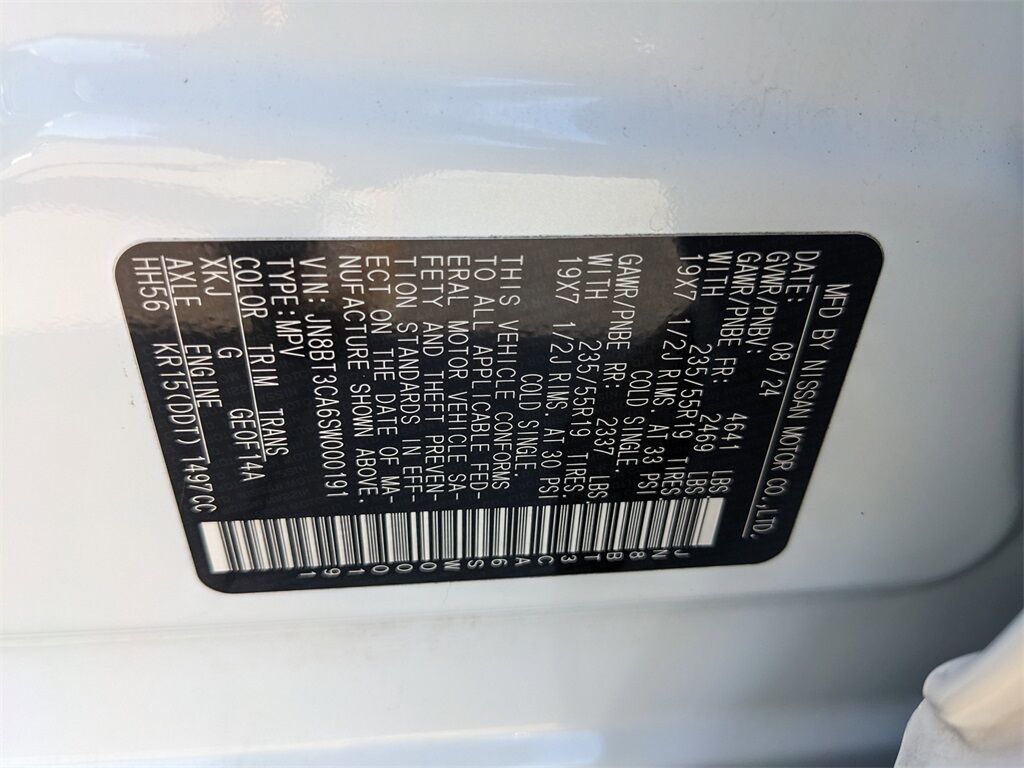 MFD BY NISSAN MOTOR CO.,LTD.
DATE: 08/24
GVWR/PNBV: 4641 LBS
GAWR/PNBE FR: 2469 LBS
WITH 235/55R19 TIRES,
19X7 1/2J RIMS, AT 33 PSI
COLD SINGLE
GAWR/PNBE RR: 2337 LBS
WITH 235/55R19 TIRES,
19X7 1/2J RIMS, AT 30 PSI
COLD SINGLE
THIS VEHICLE CONFORMS
TO ALL APPLICABLE FED-
ERAL MOTOR VEHICLE SA-
FETY AND THEFT PREVEN-
TION STANDARDS IN EFF-
ECT ON THE DATE OF MA-
NUFACTURE SHOWN ABOVE.
VIN: JN8BT3CA6SW000191
TYPE:MPV
COLOR TRIM TRANS
XKJ G GE0F14A
AXLE ENGINE
HH56 KR15(DDT) 1497CC
JN8BT3CA6SW000191